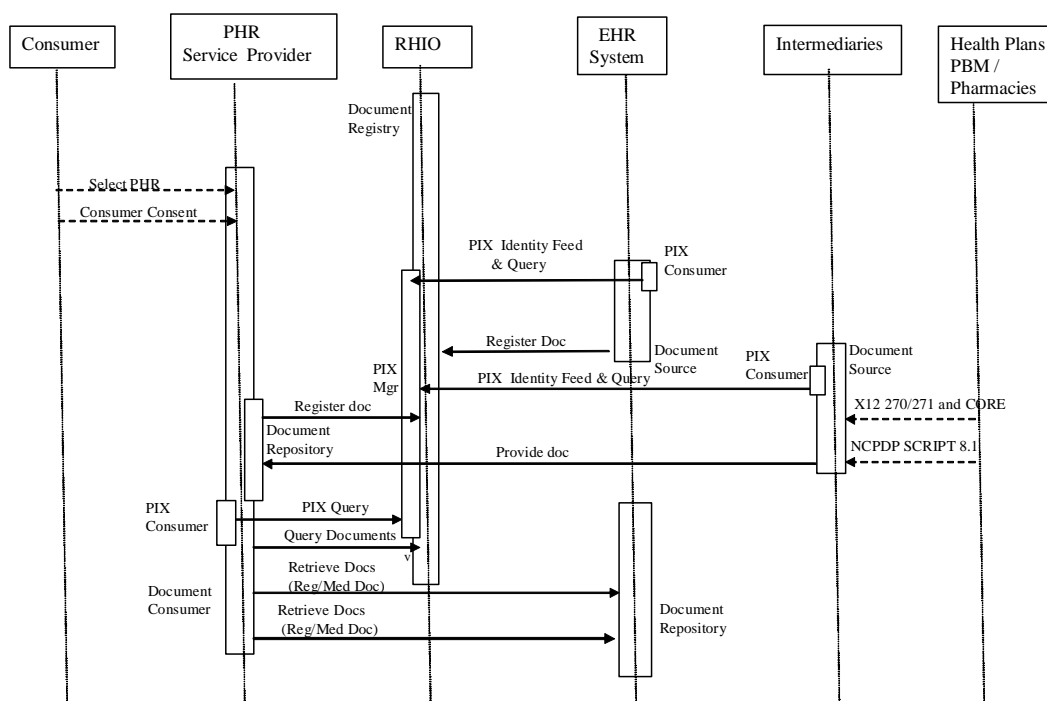 Consumer
PHR
Service Provider
RHIO
EHR
System
Intermediaries
Health Plans
PBM /
Pharmacies
Document
Registry
Select PHR
Consumer Consent
PIX Identity Feed
& Query
PIX
Consumer
Register Doc
Document
Source
PIX
Consumer
Document
Source
PIX
Mgr
PIX Identity Feed & Query
Register doc
X12 270/271 and CORE
Document
Repository
NCPDP SCRIPT 8.1
Provide doc
PIX
Consumer
PIX Query
Query Documents
v
Retrieve Docs
(Reg/Med Doc)
Document
Consumer
Retrieve Docs
(Reg/Med Doc)
Document
Repository